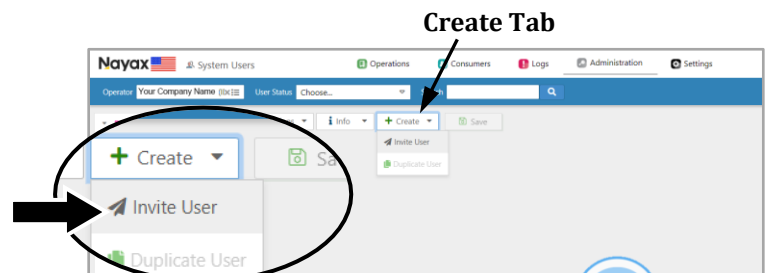 Create Tab
Nayax System Users Operations Consumers Logs Administration Settings
Operator Your Company Name User Status Choose...
Info + Create Save
Invite User
Duplicate User
+ Create
Invite User
Duplicate User